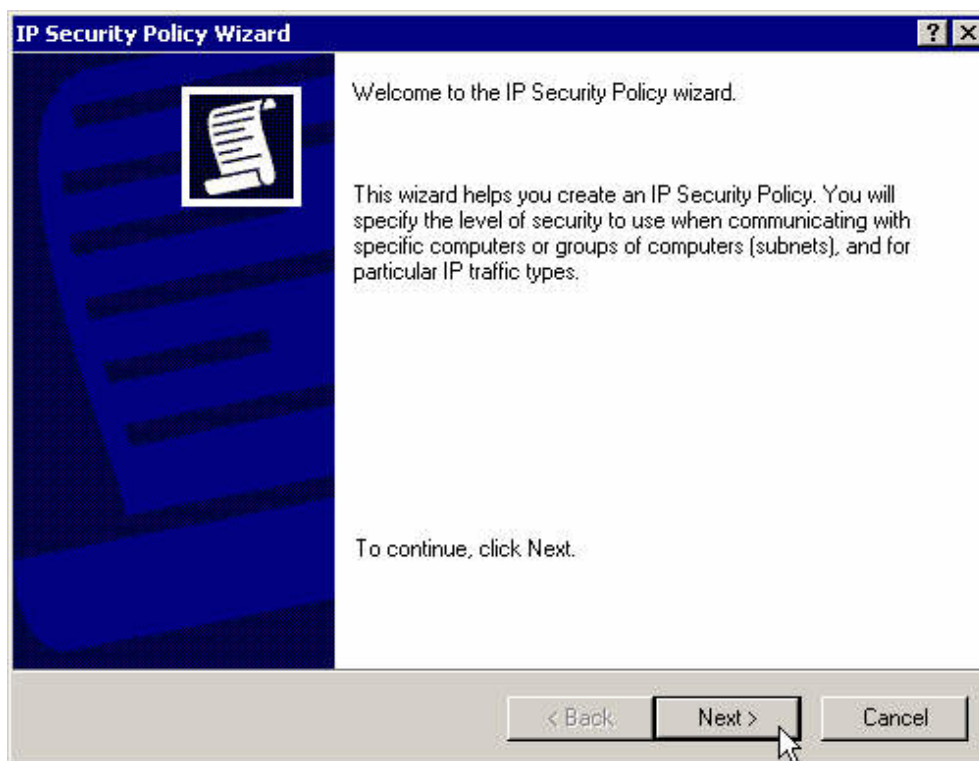 IP Security Policy Wizard
Welcome to the IP Security Policy wizard.
This wizard helps you create an IP Security Policy. You will
specify the level of security to use when communicating with
specific computers or groups of computers (subnets), and for
particular IP traffic types.
To continue, click Next.
< Back Next > Cancel